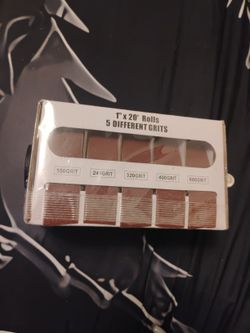 1" x 20' Rolls
5 DIFFERENT GRITS
150GRIT 240GRIT 320GRIT 400GRIT 600GRIT